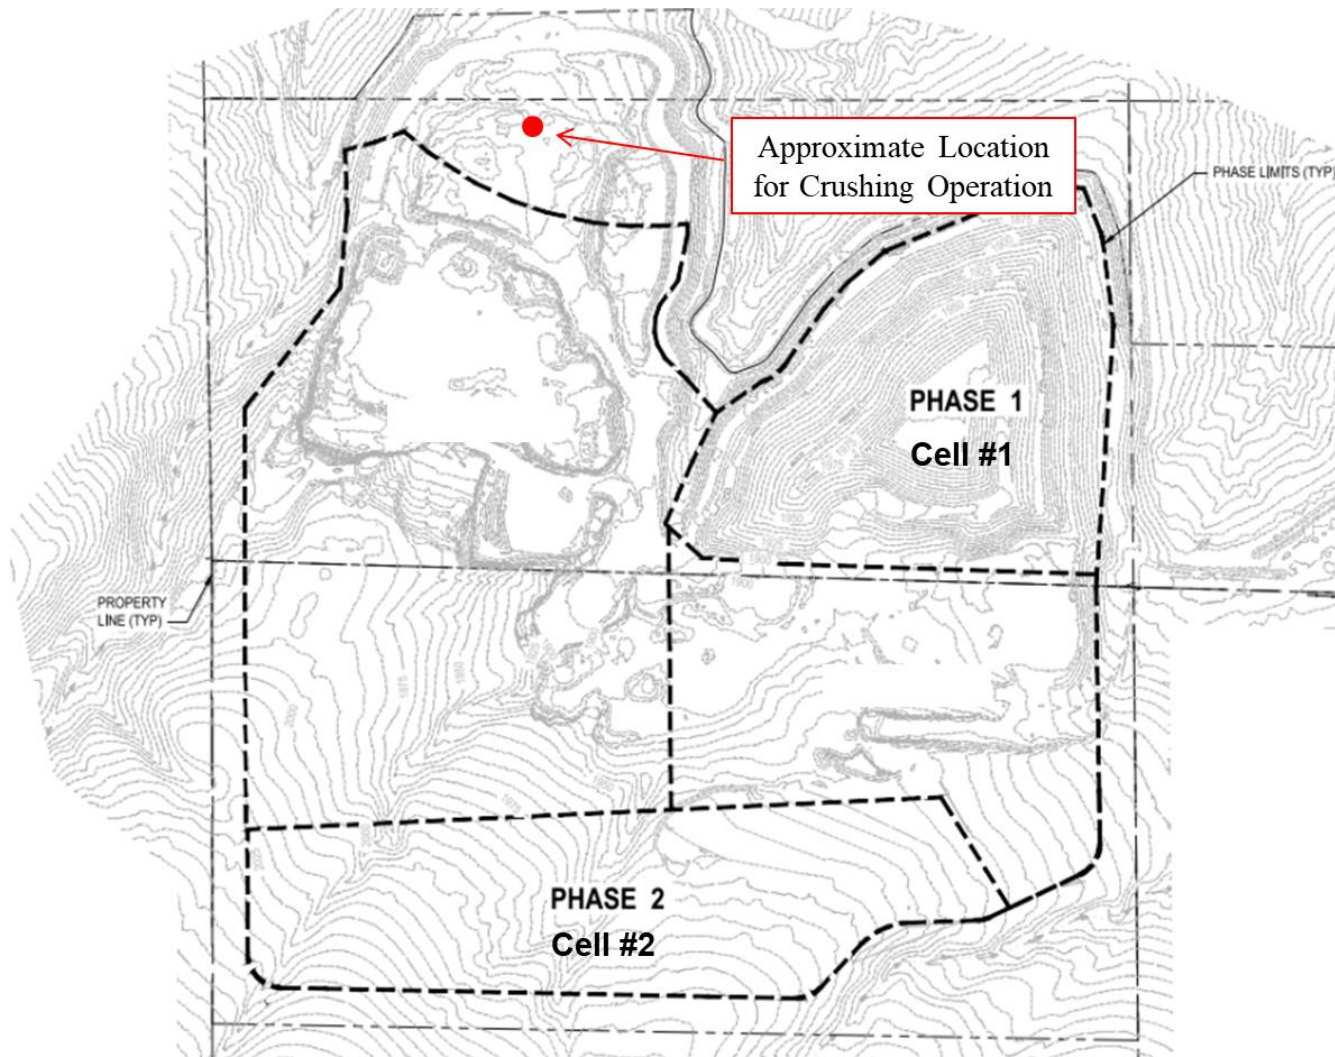 Approximate Location
for Crushing Operation
PHASE LIMITS (TYP)
PHASE 1
Cell #1
PROPERTY
LINE (TYP)
PHASE 2
Cell #2